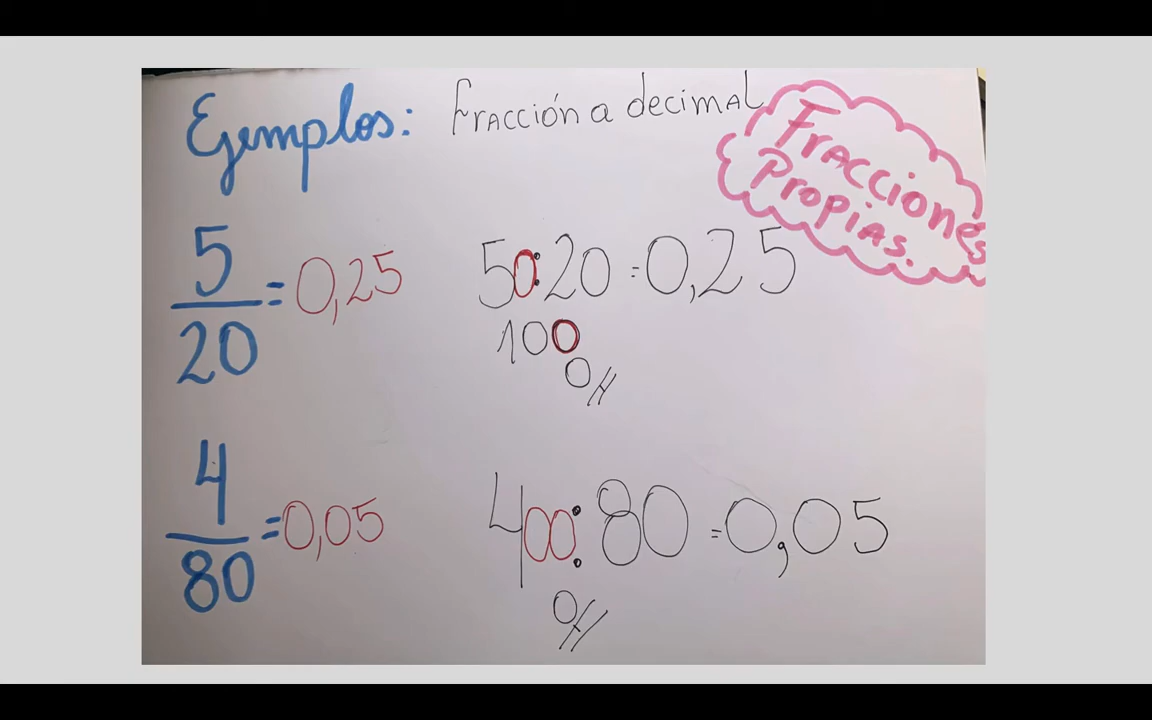 Ejemplos: Fracción a decimal
Fracciones
Propias.
5/20 = 0,25
50:20 = 0,25
100
0//
4/80 = 0,05
400:80 = 0,05
0//